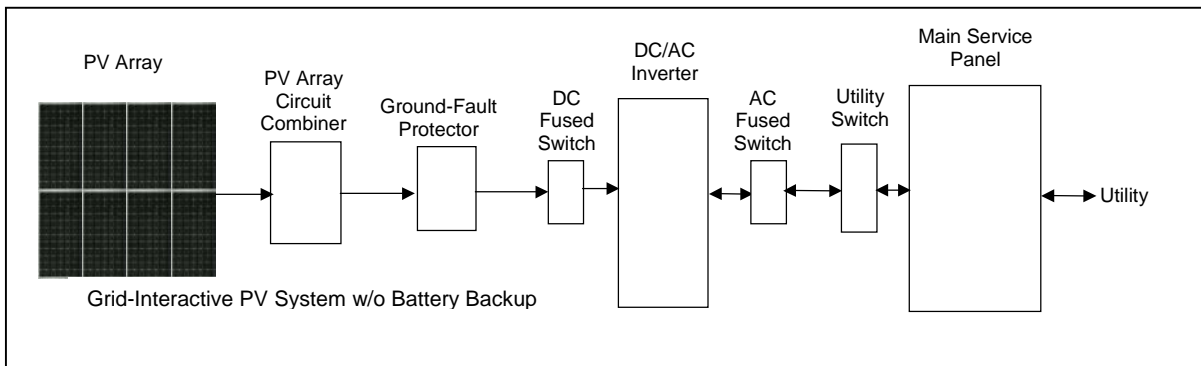 PV Array
PV Array
Circuit
Combiner
Ground-Fault
Protector
DC
Fused
Switch
DC/AC
Inverter
AC
Fused
Switch
Utility
Switch
Main Service
Panel
Utility
Grid-Interactive PV System w/o Battery Backup